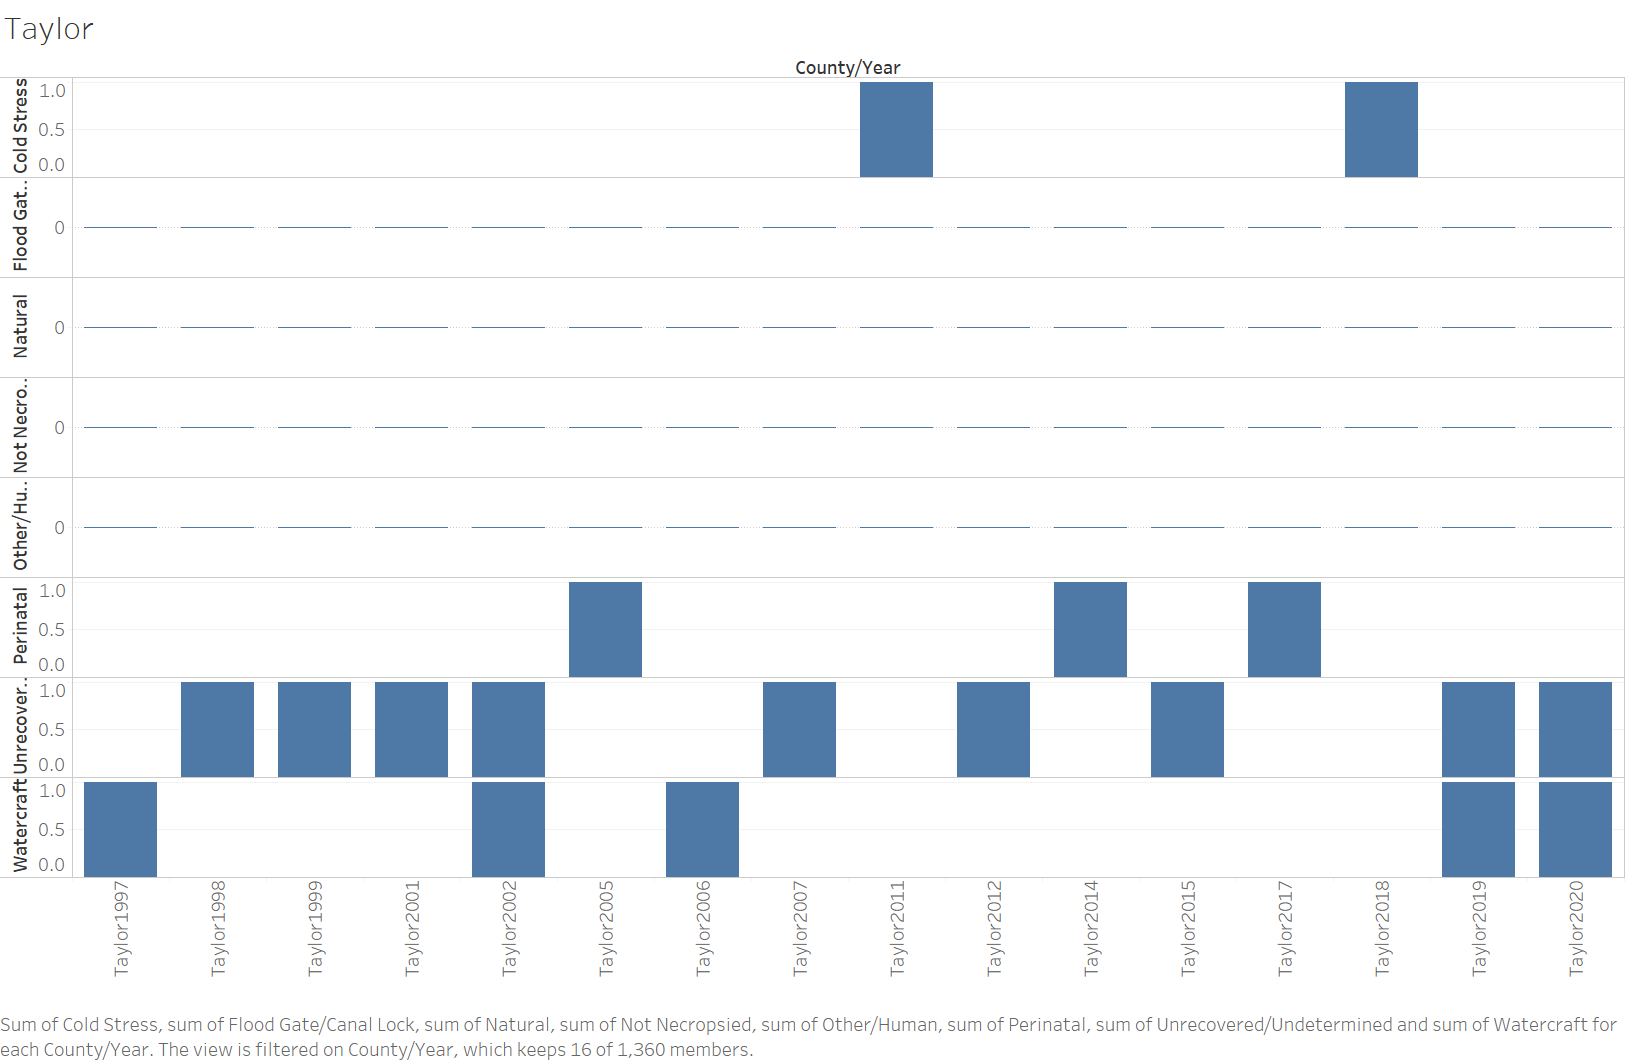 Taylor
County/Year
Cold Stress
1.0
0.5
0.0
Flood Gat..
0
Natural
0
Not Necro..
0
Other/Hu..
0
Perinatal
1.0
0.5
0.0
Unrecover..
1.0
0.5
0.0
Watercraft
1.0
0.5
0.0
Taylor1997
Taylor1998
Taylor1999
Taylor2001
Taylor2002
Taylor2005
Taylor2006
Taylor2007
Taylor2011
Taylor2012
Taylor2014
Taylor2015
Taylor2017
Taylor2018
Taylor2019
Taylor2020
Sum of Cold Stress, sum of Flood Gate/Canal Lock, sum of Natural, sum of Not Necropsied, sum of Other/Human, sum of Perinatal, sum of Unrecovered/Undetermined and sum of Watercraft for
each County/Year. The view is filtered on County/Year, which keeps 16 of 1,360 members.